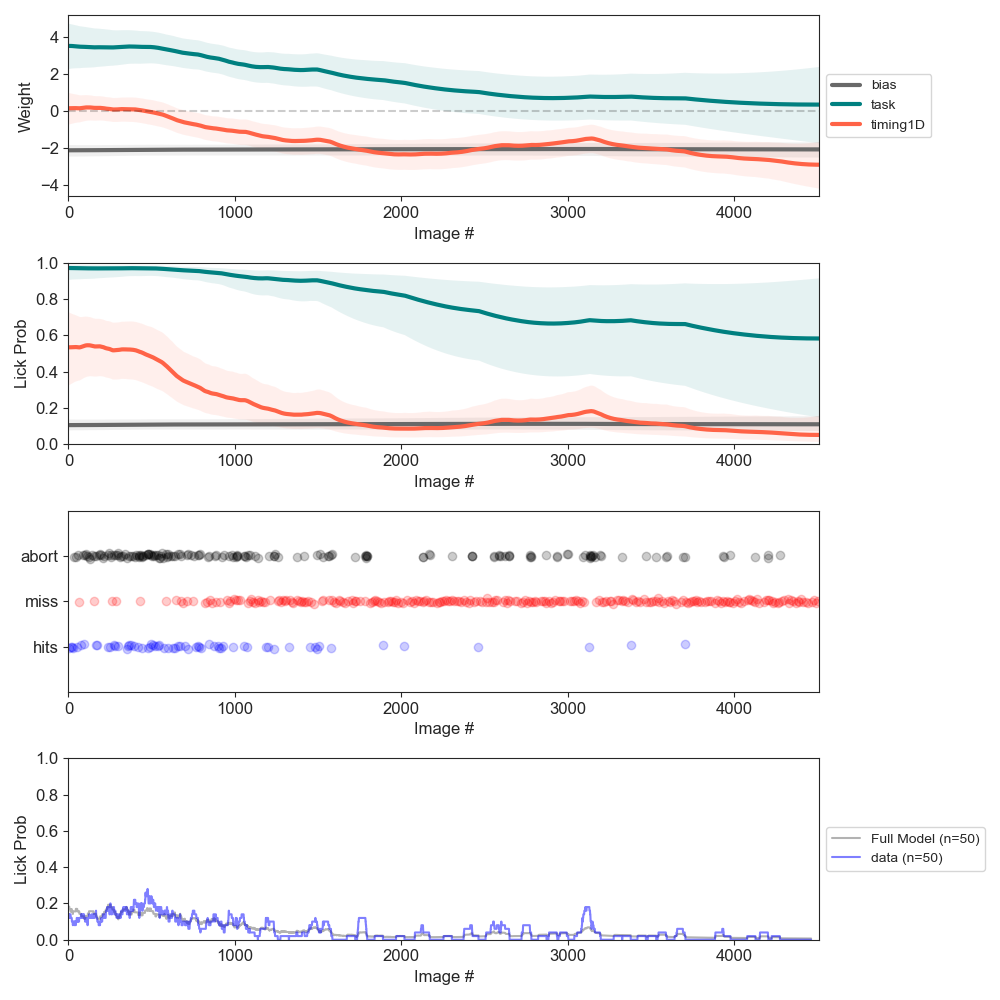 4
2
0
−2
−4
Weight
0 1000 2000 3000 4000
Image #
bias
task
timing1D
1.0
0.8
0.6
0.4
0.2
0.0
Lick Prob
0 1000 2000 3000 4000
Image #
abort
miss
hits
0 1000 2000 3000 4000
Image #
1.0
0.8
0.6
0.4
0.2
0.0
Lick Prob
0 1000 2000 3000 4000
Image #
Full Model (n=50)
data (n=50)